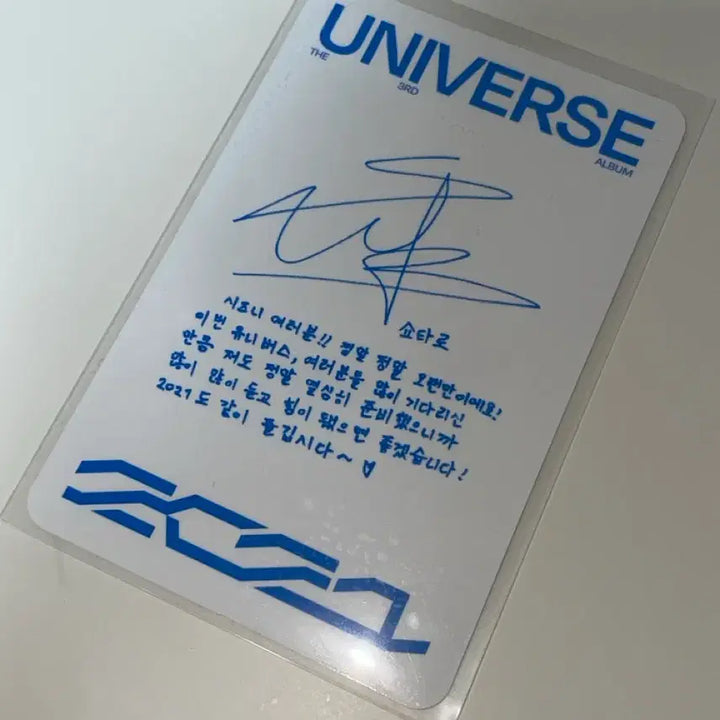 UNIVERSE
THE 3RD ALBUM
쇼타로
시즈니 여러분!! 정말 정말 오랜만이에요!
이번 유니버스, 여러분들 많이 기다리신
만큼 저도 정말 열심히 준비했으니까
많이 많이 듣고 힘이 됐으면 좋겠습니다!
2021도 같이 즐깁시다~ ♡
2021